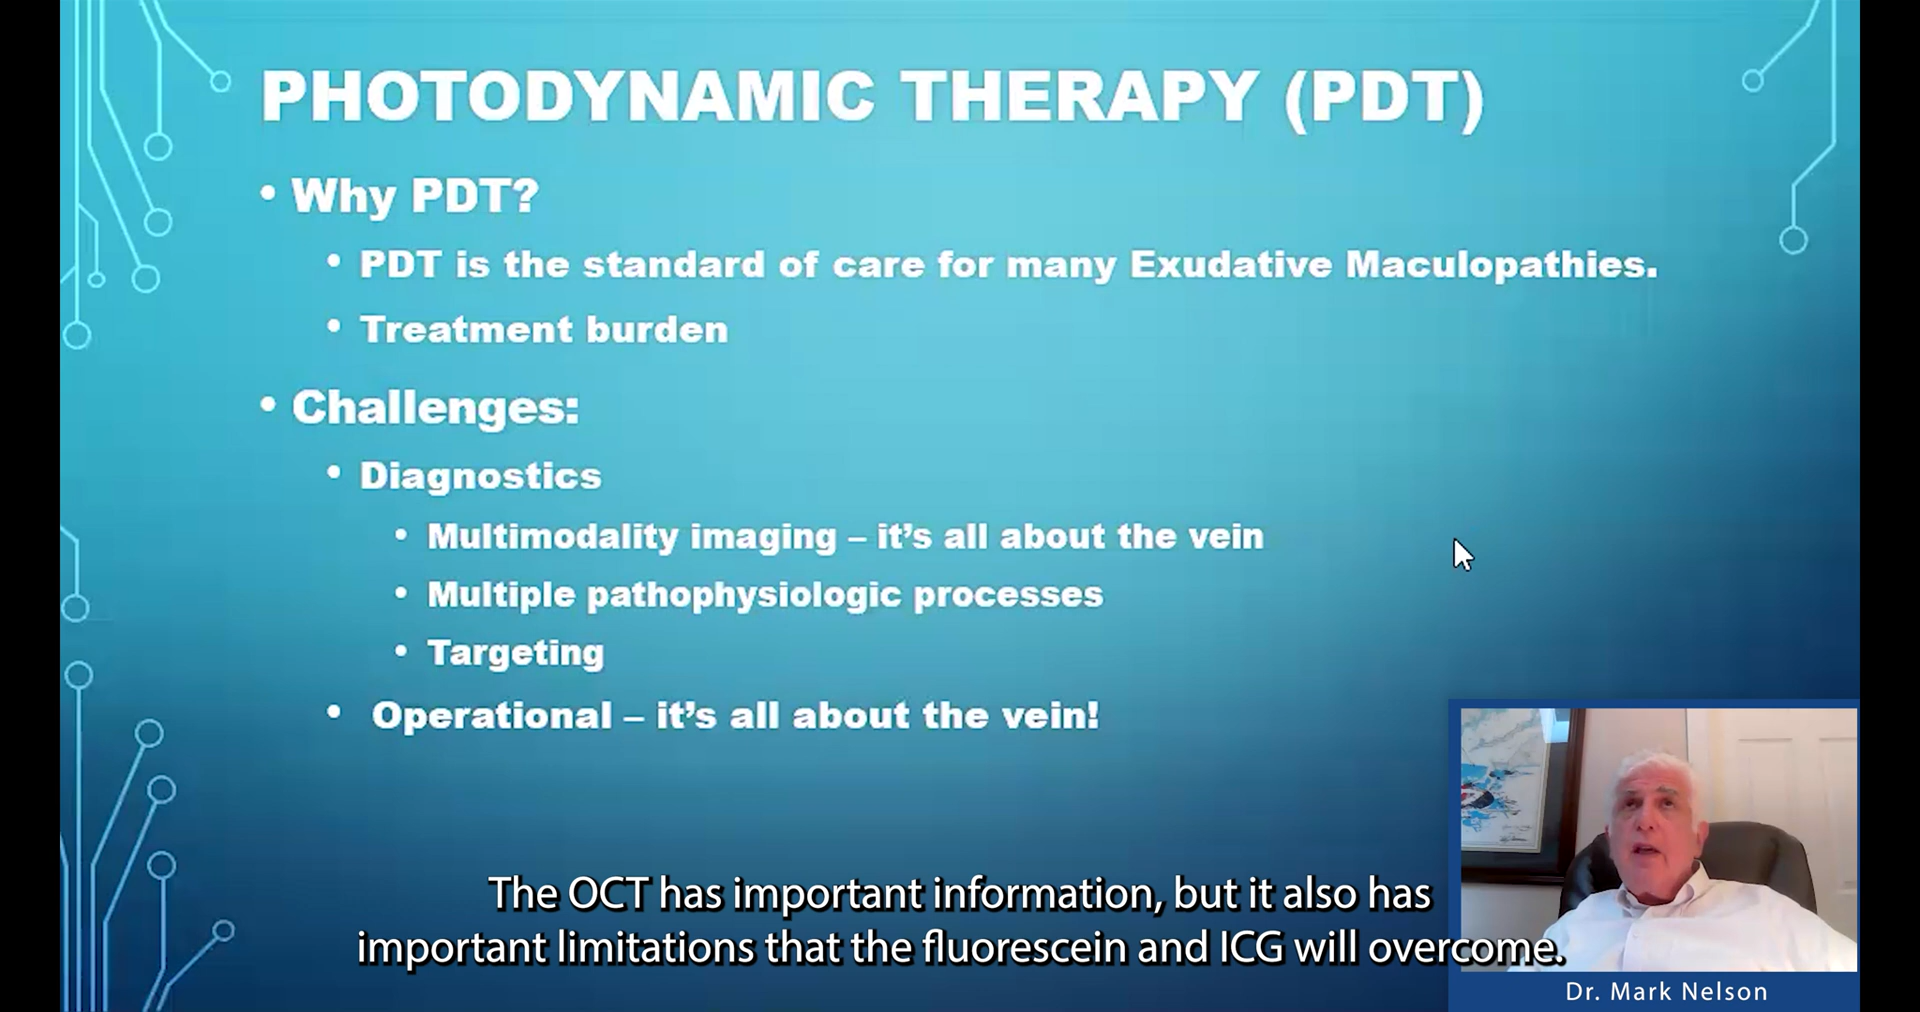 PHOTODYNAMIC THERAPY (PDT)
• Why PDT?
• PDT is the standard of care for many Exudative Maculopathies.
• Treatment burden
• Challenges:
• Diagnostics
• Multimodality imaging – it's all about the vein
• Multiple pathophysiologic processes
• Targeting
• Operational – it's all about the vein!
The OCT has important information, but it also has
important limitations that the fluorescein and ICG will overcome.
Dr. Mark Nelson